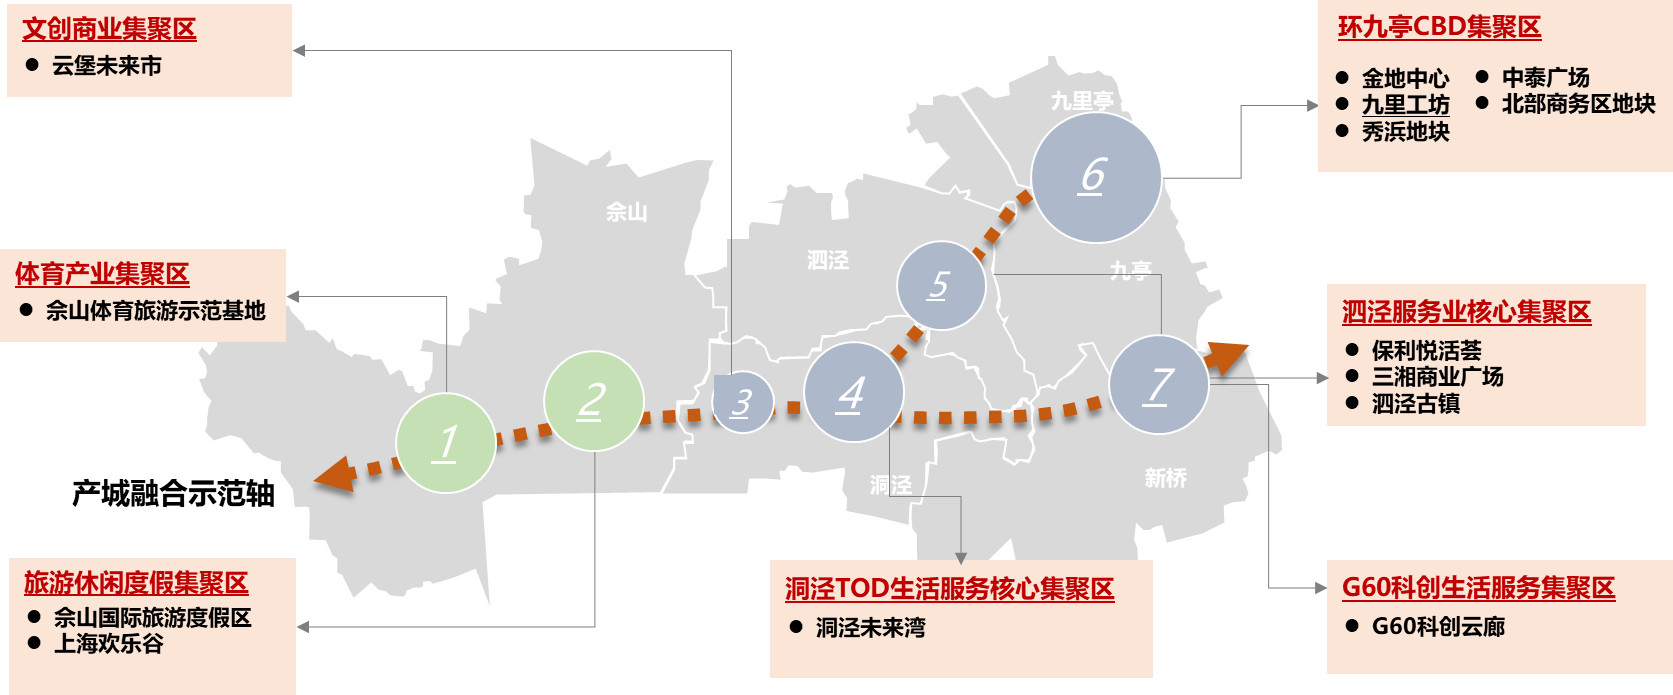 文创商业集聚区
● 云堡未来市
环九亭CBD集聚区
● 金地中心
● 九里工坊
● 秀浜地块
● 中泰广场
● 北部商务区地块
九里亭
佘山
泗泾
九亭
洞泾
新桥
体育产业集聚区
● 佘山体育旅游示范基地
泗泾服务业核心集聚区
● 保利悦活荟
● 三湘商业广场
● 泗泾古镇
1
2
3
4
5
6
7
产城融合示范轴
旅游休闲度假集聚区
● 佘山国际旅游度假区
● 上海欢乐谷
洞泾TOD生活服务核心集聚区
● 洞泾未来湾
G60科创生活服务集聚区
● G60科创云廊